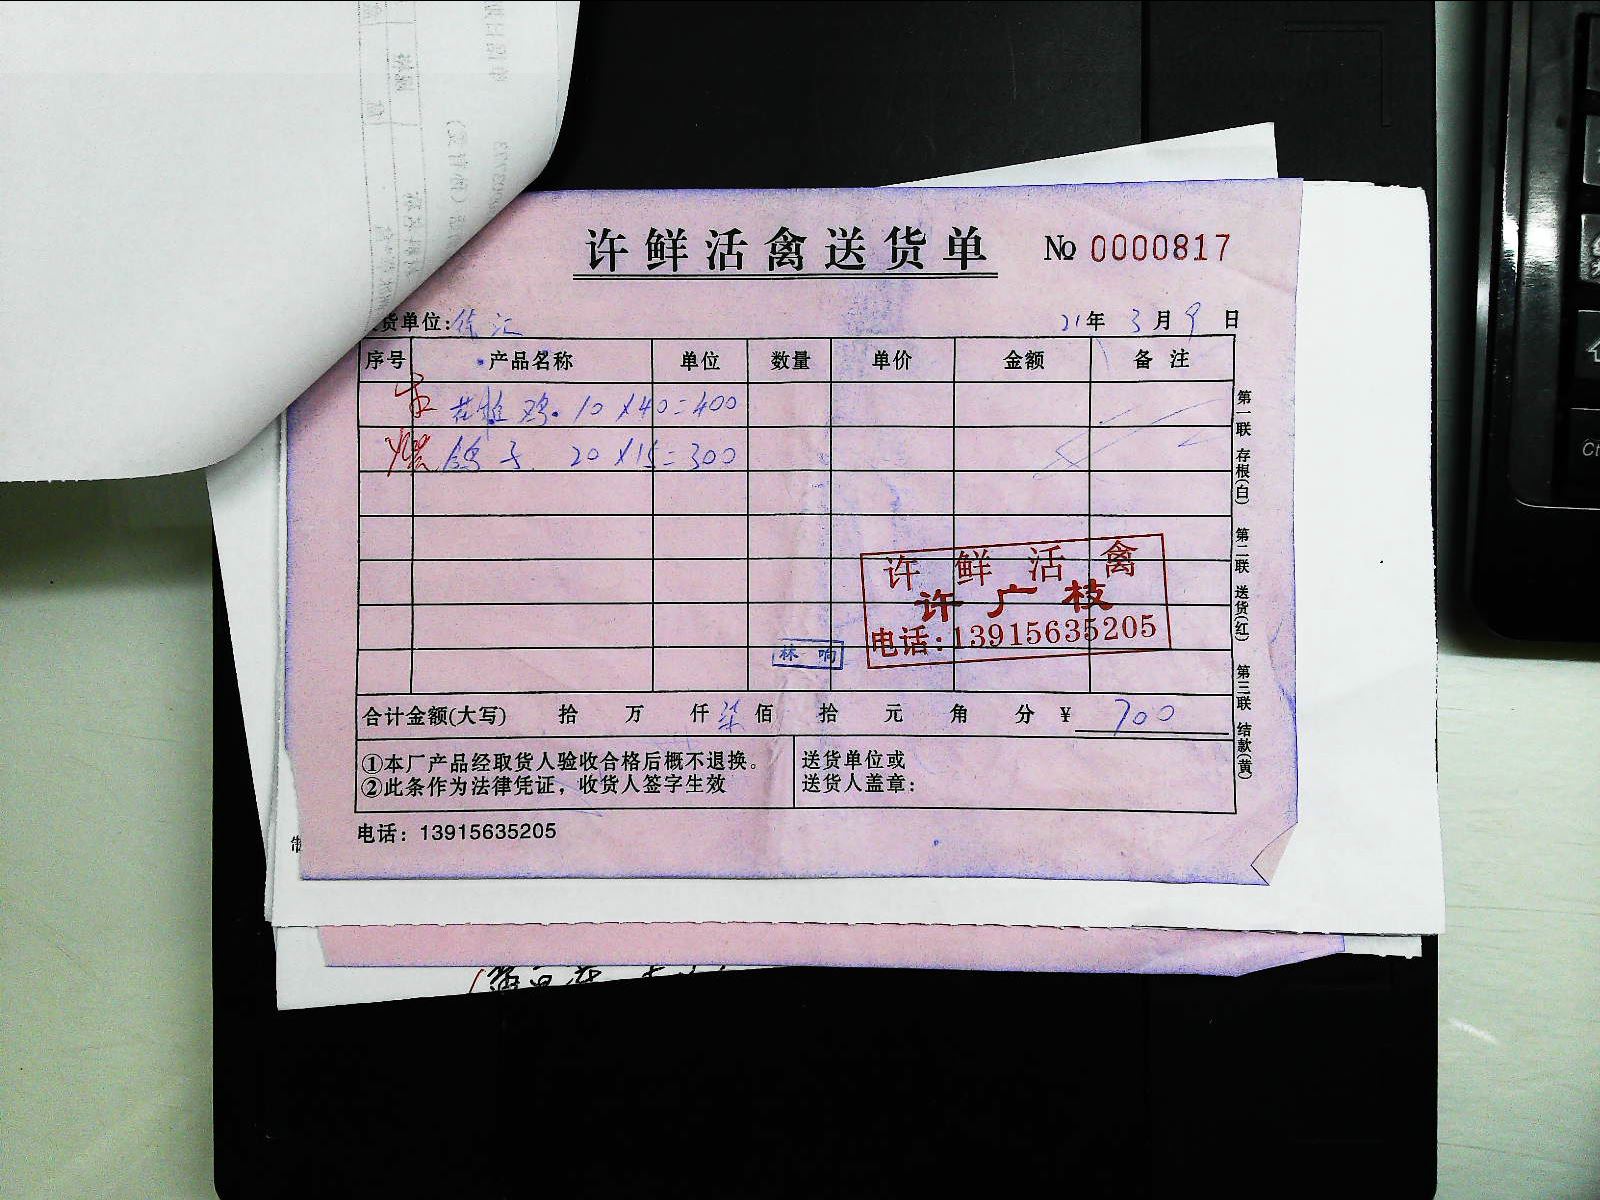 许鲜活禽送货单 № 0000817
货单位:徐汇 21年 3月 9日
序号 产品名称 单位 数量 单价 金额 备注
花雉鸡. 10×40=400
鸽子 20×15=300
许鲜活禽
许广枝
电话:13915635205
林响
合计金额(大写) 拾 万 仟 柒佰 拾 元 角 分 ¥ 700
①本厂产品经取货人验收合格后概不退换。
②此条作为法律凭证，收货人签字生效
送货单位或
送货人盖章:
电话: 13915635205
第一联 存根(白) 第二联 送货(红) 第三联 结款(黄)
Ct